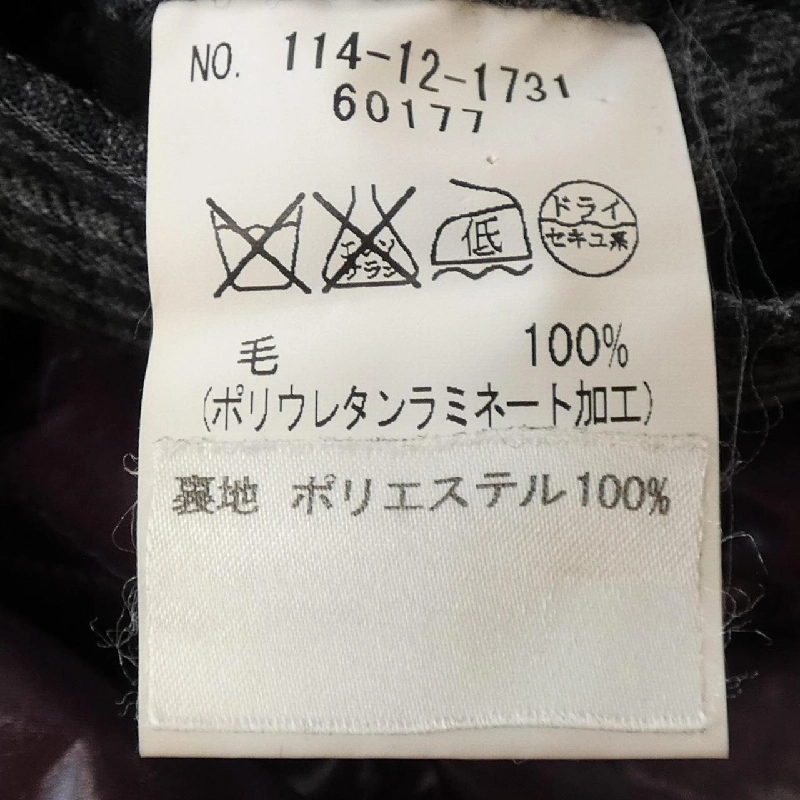 NO. 114-12-1731
60177
エンソ サラシ 低 ドライ セキユ系
毛 100%
(ポリウレタンラミネート加工)
裏地 ポリエステル100%